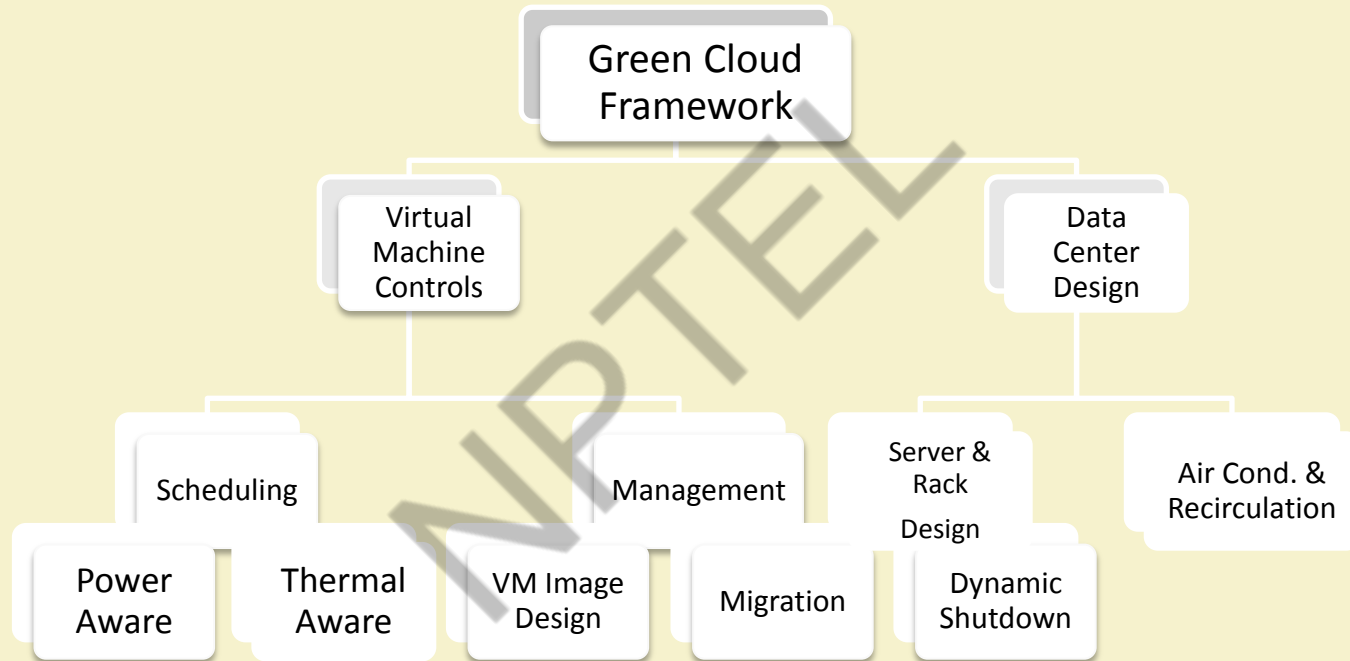 Green Cloud
Framework
Virtual
Machine
Controls
Data
Center
Design
Scheduling
Management
Server &
Rack
Design
Air Cond. &
Recirculation
Power
Aware
Thermal
Aware
VM Image
Design
Migration
Dynamic
Shutdown
NPTEL